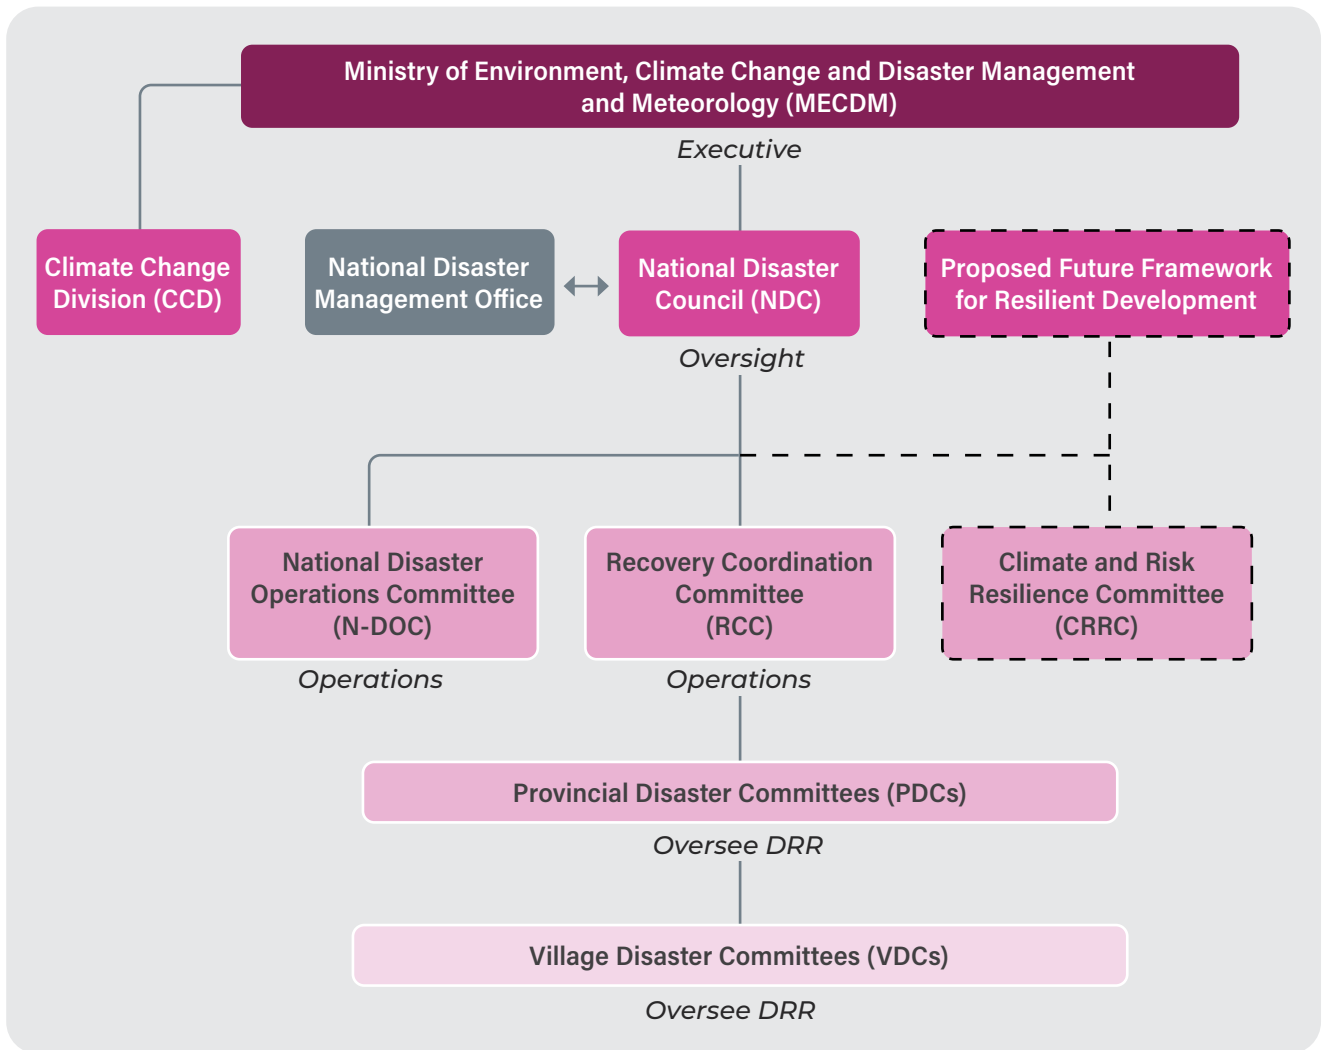 Ministry of Environment, Climate Change and Disaster Management
and Meteorology (MECDM)
Executive
Climate Change
Division (CCD)
National Disaster
Management Office
National Disaster
Council (NDC)
Proposed Future Framework
for Resilient Development
Oversight
National Disaster
Operations Committee
(N-DOC)
Recovery Coordination
Committee
(RCC)
Climate and Risk
Resilience Committee
(CRRC)
Operations
Operations
Provincial Disaster Committees (PDCs)
Oversee DRR
Village Disaster Committees (VDCs)
Oversee DRR